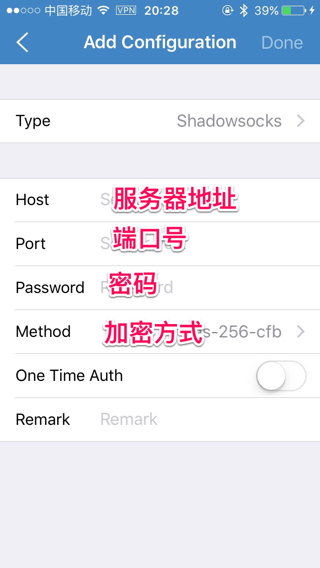 中国移动 VPN 20:28 39%
Add Configuration Done
Type Shadowsocks
Host 服务器地址
Port 端口号
Password 密码
Method 加密方式 es-256-cfb
One Time Auth
Remark Remark